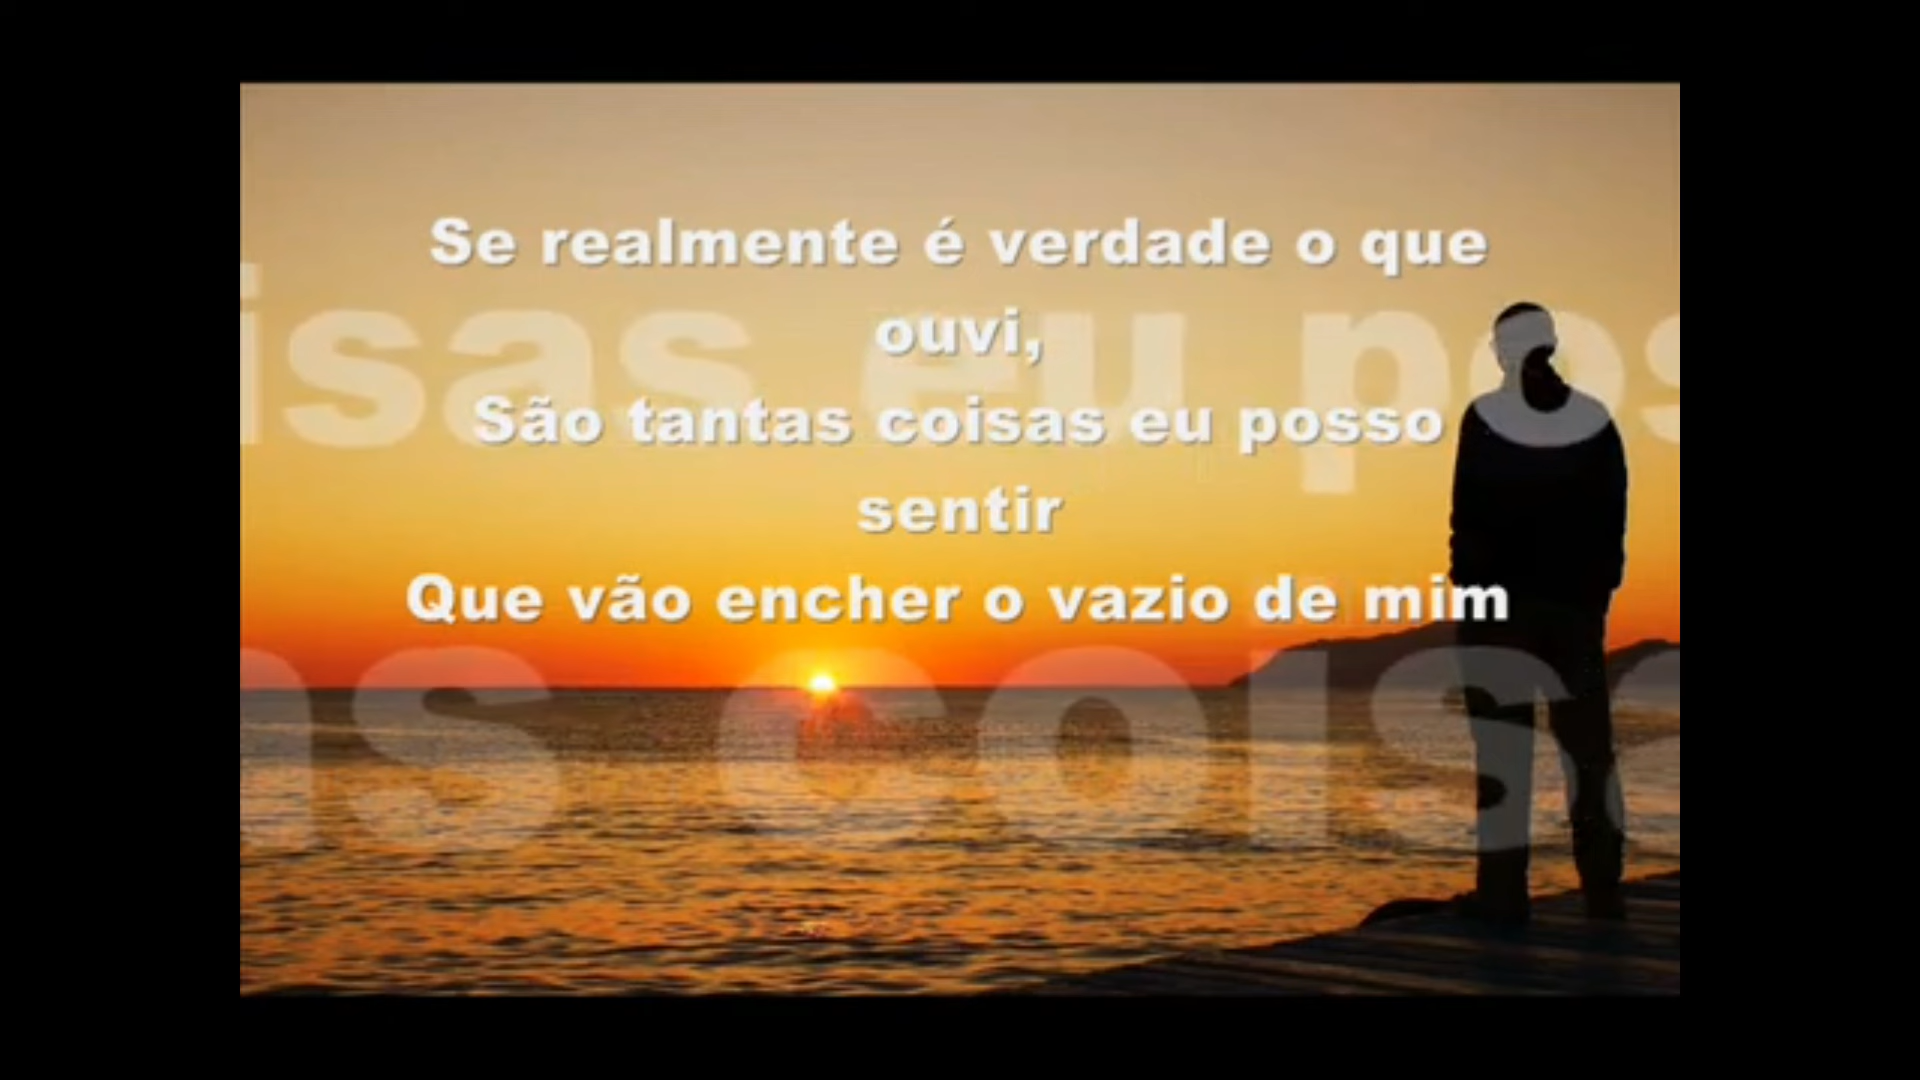 Se realmente é verdade o que
ouvi,
São tantas coisas eu posso
sentir
Que vão encher o vazio de mim